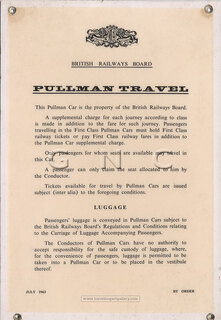 BRITISH RAILWAYS BOARD
PULLMAN TRAVEL
This Pullman Car is the property of the British Railways Board.
A supplemental charge for each journey according to class
is made in addition to the fare for such journey. Passengers
travelling in the First Class Pullman Cars must hold First Class
railway tickets or pay First Class railway fares in addition to
the Pullman Car supplemental charge.
Only passengers for whom seats are available may travel in
this Car.
GNC
A passenger can only claim the seat allotted to him by
the Conductor.
Tickets available for travel by Pullman Cars are issued
subject (inter alia) to the foregoing conditions.
LUGGAGE
Passengers' luggage is conveyed in Pullman Cars subject to
the British Railways Board's Regulations and Conditions relating
to the Carriage of Luggage Accompanying Passengers.
The Conductors of Pullman Cars have no authority to
accept responsibility for the safe custody of luggage, where,
for the convenience of passengers, luggage is permitted to be
taken into a Pullman Car or to be placed in the vestibule
thereof.
JULY 1963
BY ORDER